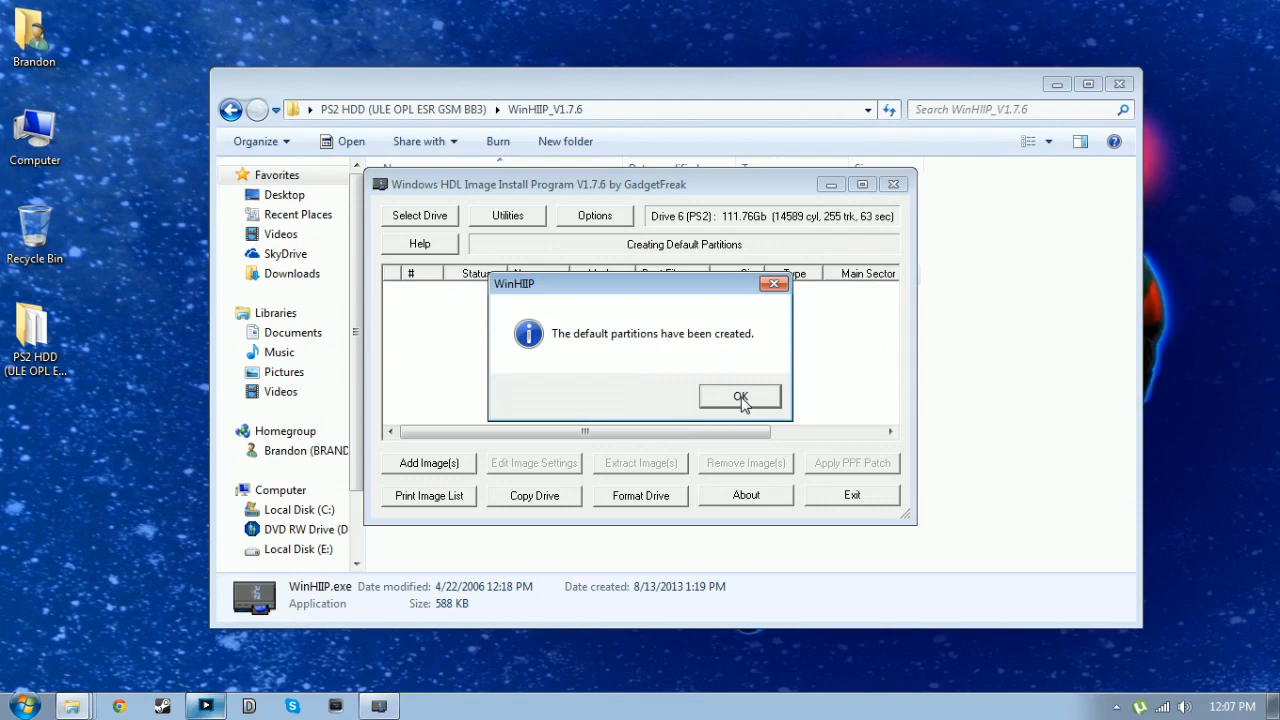 Brandon
Computer
Recycle Bin
PS2 HDD
(ULE OPL E...
PS2 HDD (ULE OPL ESR GSM BB3) WinHIIP_V1.7.6
Search WinHIIP_V1.7.6
Organize Open Share with Burn New folder
Favorites
Desktop
Recent Places
Videos
SkyDrive
Downloads
Libraries
Documents
Music
Pictures
Videos
Homegroup
Brandon (BRAND
Computer
Local Disk (C:)
DVD RW Drive (D
Local Disk (E:)
Windows HDL Image Install Program V1.7.6 by GadgetFreak
Select Drive Utilities Options Drive 6 (PS2) : 111.76Gb (14589 cyl, 255 trk, 63 sec)
Help Creating Default Partitions
# Status Type Main Sector
WinHIIP
The default partitions have been created.
OK
Add Image(s) Edit Image Settings Extract Image(s) Remove Image(s) Apply PPF Patch
Print Image List Copy Drive Format Drive About Exit
WinHIIP.exe Date modified: 4/22/2006 12:18 PM Date created: 8/13/2013 1:19 PM
Application Size: 588 KB
12:07 PM